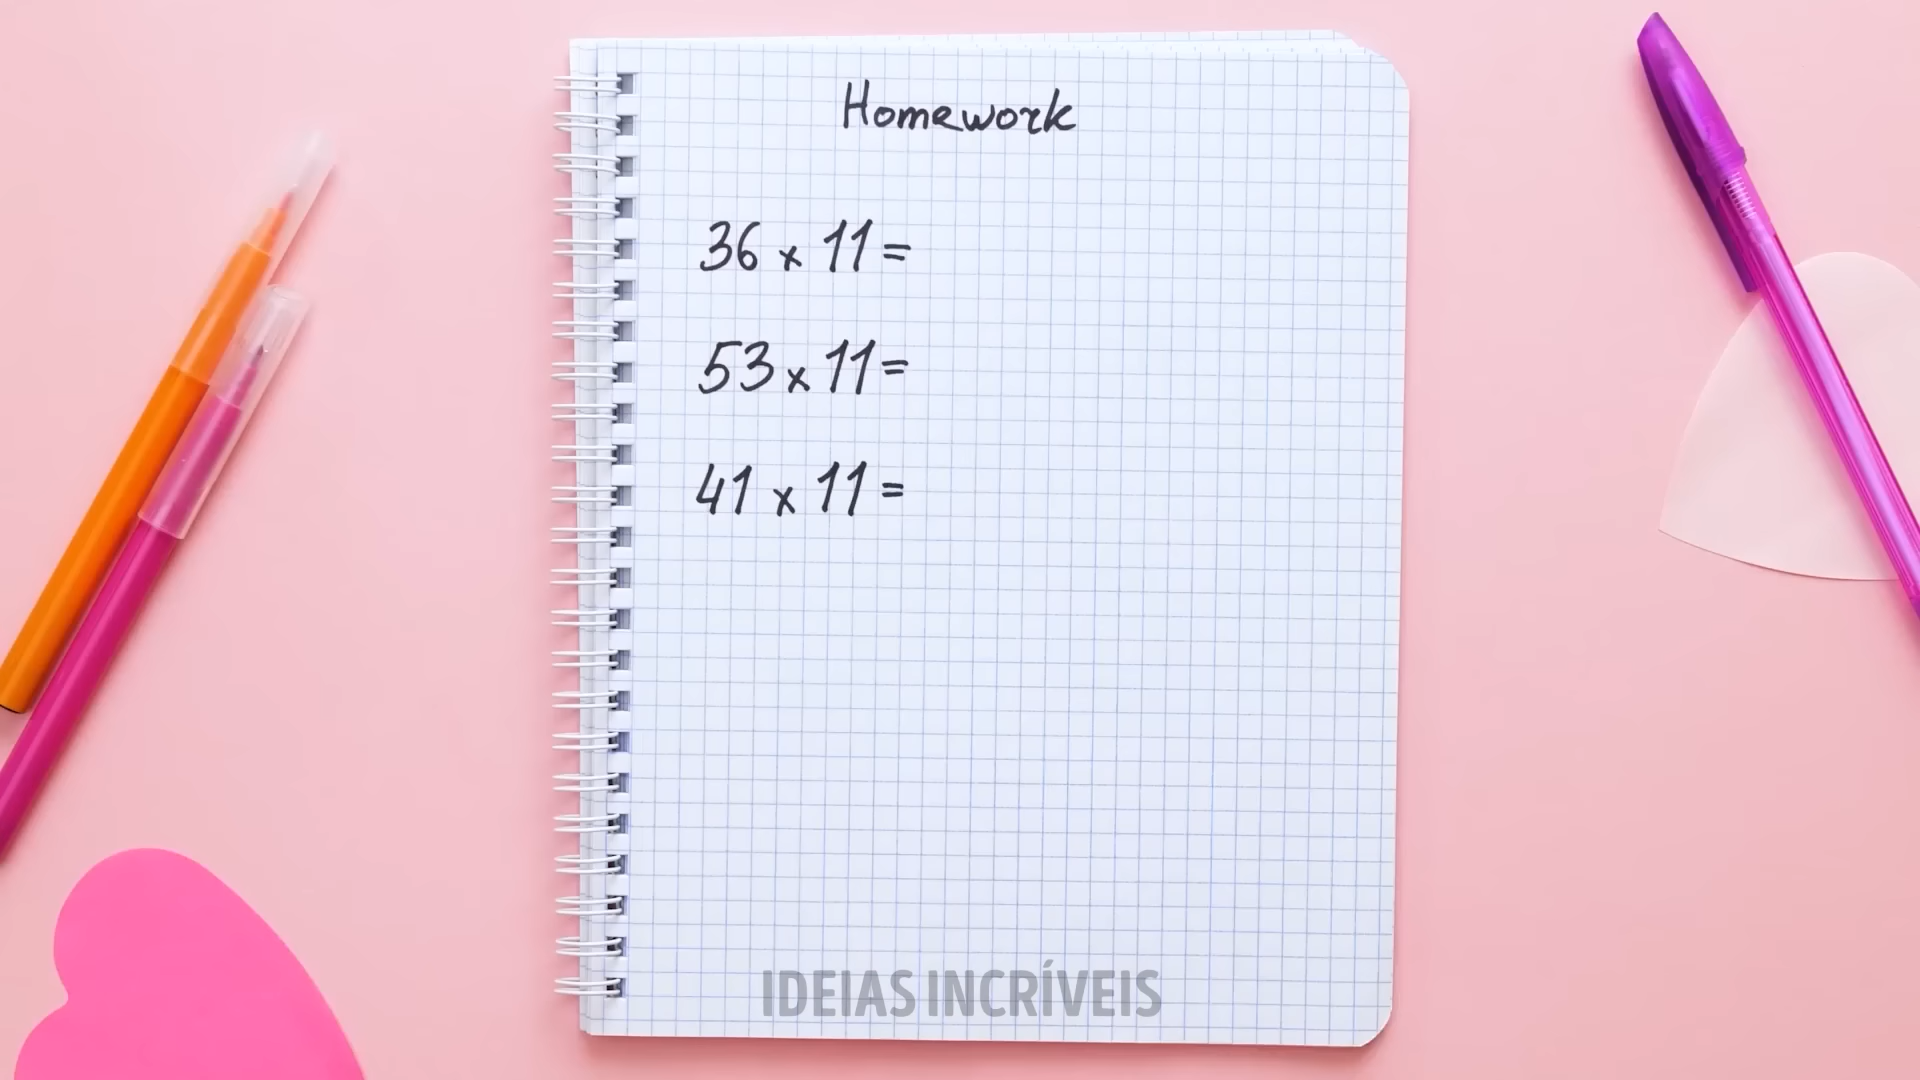 Homework
36 x 11 =
53 x 11 =
41 x 11 =
IDEIAS INCRÍVEIS